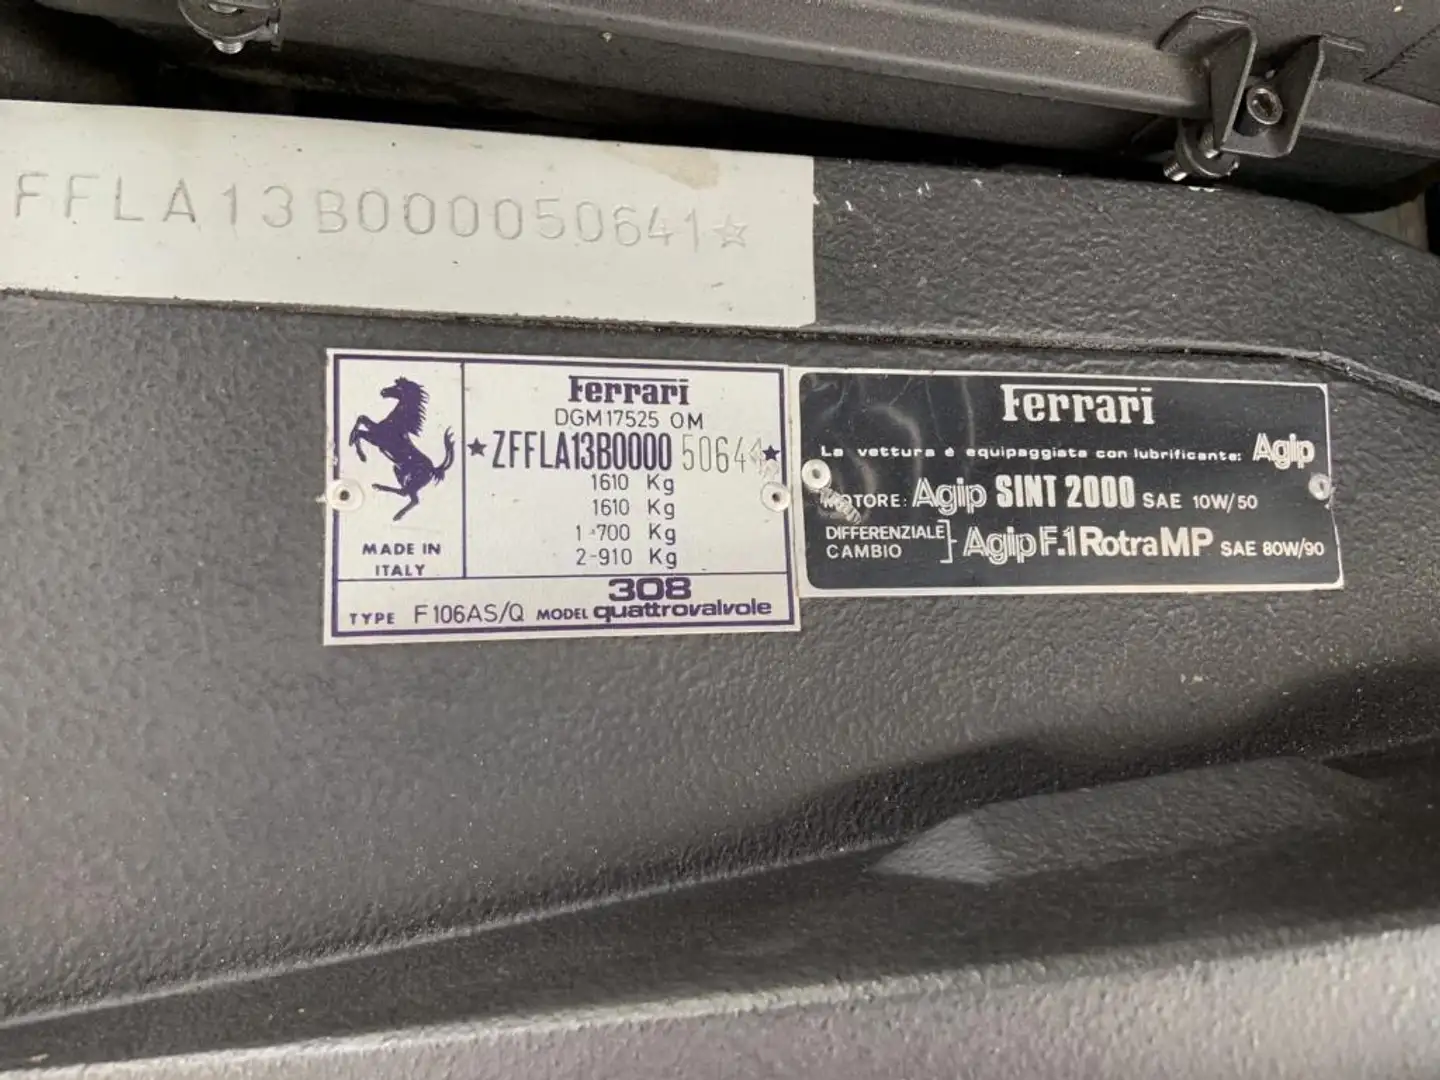 FFLA13B000050641☆
Ferrari
DGM 17525 OM
★ZFFLA13B0000 50641★
1610 Kg
1610 Kg
1-700 Kg
2-910 Kg
MADE IN
ITALY
308
TYPE F106AS/Q MODEL quattrovalvole
Ferrari
La vettura è equipaggiata con lubrificante: Agip
MOTORE: Agip SINT 2000 SAE 10W/50
DIFFERENZIALE
CAMBIO
Agip F.1 Rotra MP SAE 80W/90